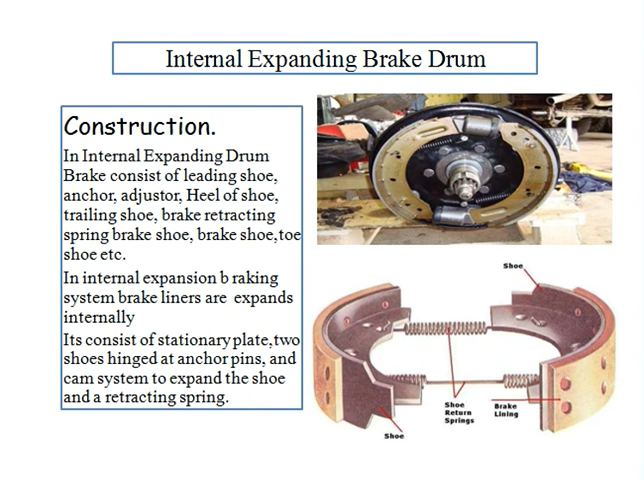 Internal Expanding Brake Drum
Construction.
In Internal Expanding Drum
Brake consist of leading shoe,
anchor, adjustor, Heel of shoe,
trailing shoe, brake retracting
spring brake shoe, brake shoe,toe
shoe etc.
In internal expansion b raking
system brake liners are expands
internally
Its consist of stationary plate,two
shoes hinged at anchor pins, and
cam system to expand the shoe
and a retracting spring.
Shoe
Shoe
Return
Springs
Brake
Lining
Shoe